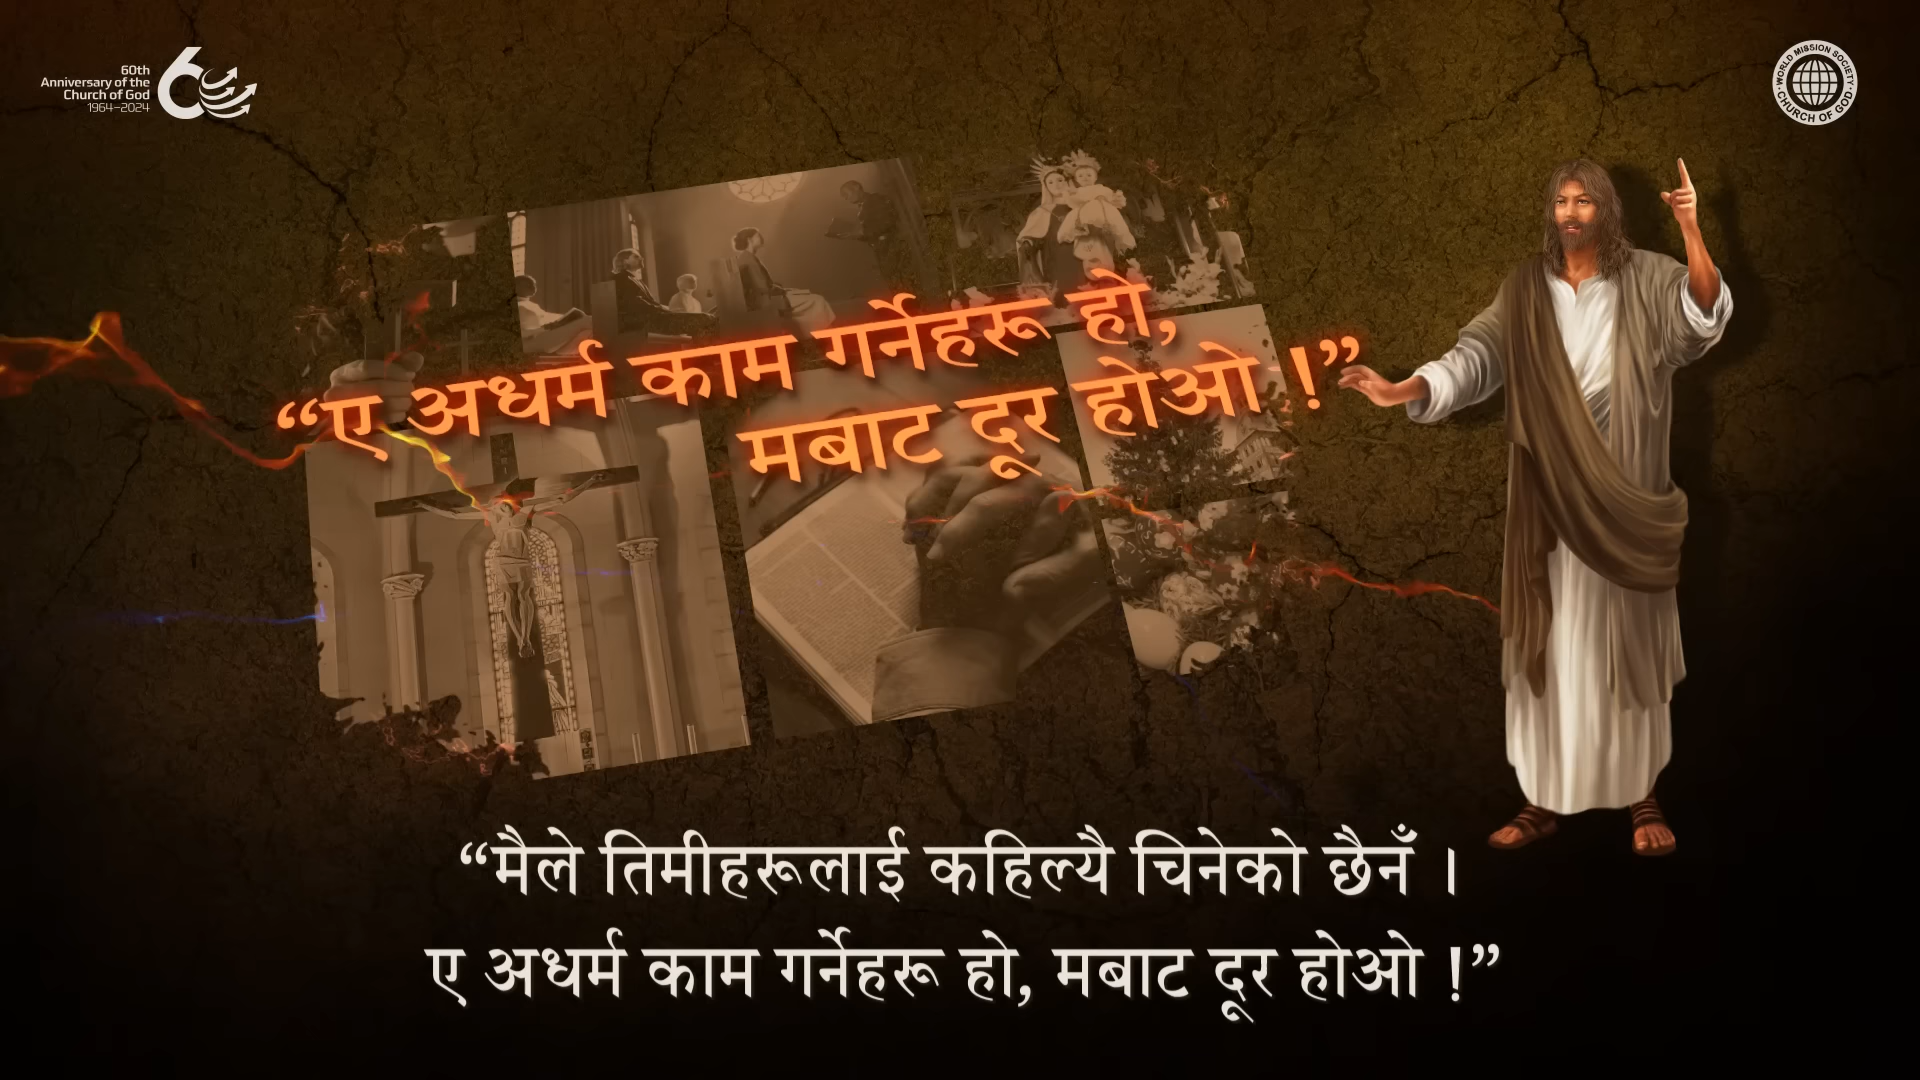 60th
Anniversary of the
Church of God
1964–2024
WORLD MISSION SOCIETY
CHURCH OF GOD
“ए अधर्म काम गर्नेहरू हो,
मबाट दूर होओ !”
“मैले तिमीहरूलाई कहिल्यै चिनेको छैनँ ।
ए अधर्म काम गर्नेहरू हो, मबाट दूर होओ !”